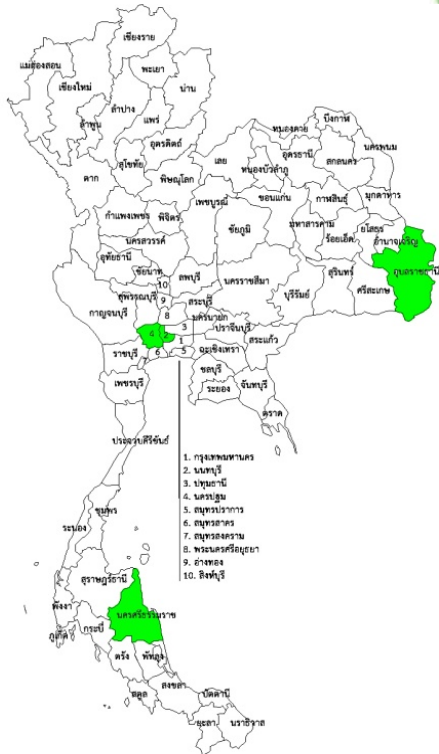 เชียงราย
แม่ฮ่องสอน
พะเยา
เชียงใหม่
น่าน
ลำปาง
ลำพูน
แพร่
บึงกาฬ
อุตรดิตถ์
หนองคาย
เลย
อุดรธานี
สกลนคร
นครพนม
สุโขทัย
หนองบัวลำภู
ตาก
พิษณุโลก
ขอนแก่น
กาฬสินธุ์
มุกดาหาร
เพชรบูรณ์
กำแพงเพชร
พิจิตร
ชัยภูมิ
มหาสารคาม
ร้อยเอ็ด
ยโสธร
อำนาจเจริญ
นครสวรรค์
อุทัยธานี
ชัยนาท
ลพบุรี
นครราชสีมา
บุรีรัมย์
สุรินทร์
ศรีสะเกษ
อุบลราชธานี
10
สุพรรณบุรี
9
สระบุรี
8
กาญจนบุรี
นครนายก
ปราจีนบุรี
4
2
3
1
สระแก้ว
ราชบุรี
6
5
ฉะเชิงเทรา
ชลบุรี
เพชรบุรี
ระยอง
จันทบุรี
ตราด
ประจวบคีรีขันธ์
1. กรุงเทพมหานคร
2. นนทบุรี
3. ปทุมธานี
4. นครปฐม
5. สมุทรปราการ
6. สมุทรสาคร
7. สมุทรสงคราม
8. พระนครศรีอยุธยา
9. อ่างทอง
10. สิงห์บุรี
ชุมพร
ระนอง
สุราษฎร์ธานี
พังงา
นครศรีธรรมราช
ภูเก็ต
กระบี่
ตรัง
พัทลุง
สตูล
สงขลา
ปัตตานี
ยะลา
นราธิวาส